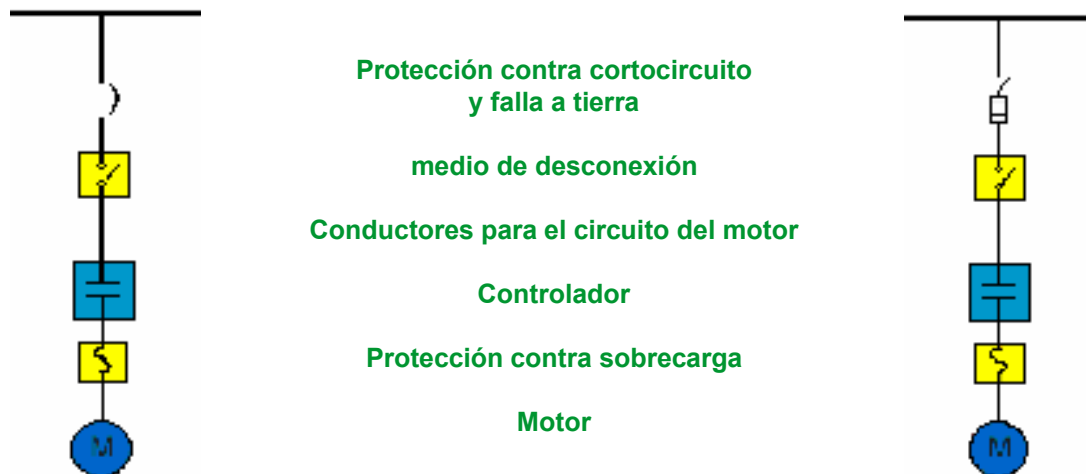 Protección contra cortocircuito
y falla a tierra
medio de desconexión
Conductores para el circuito del motor
Controlador
Protección contra sobrecarga
Motor
M
M